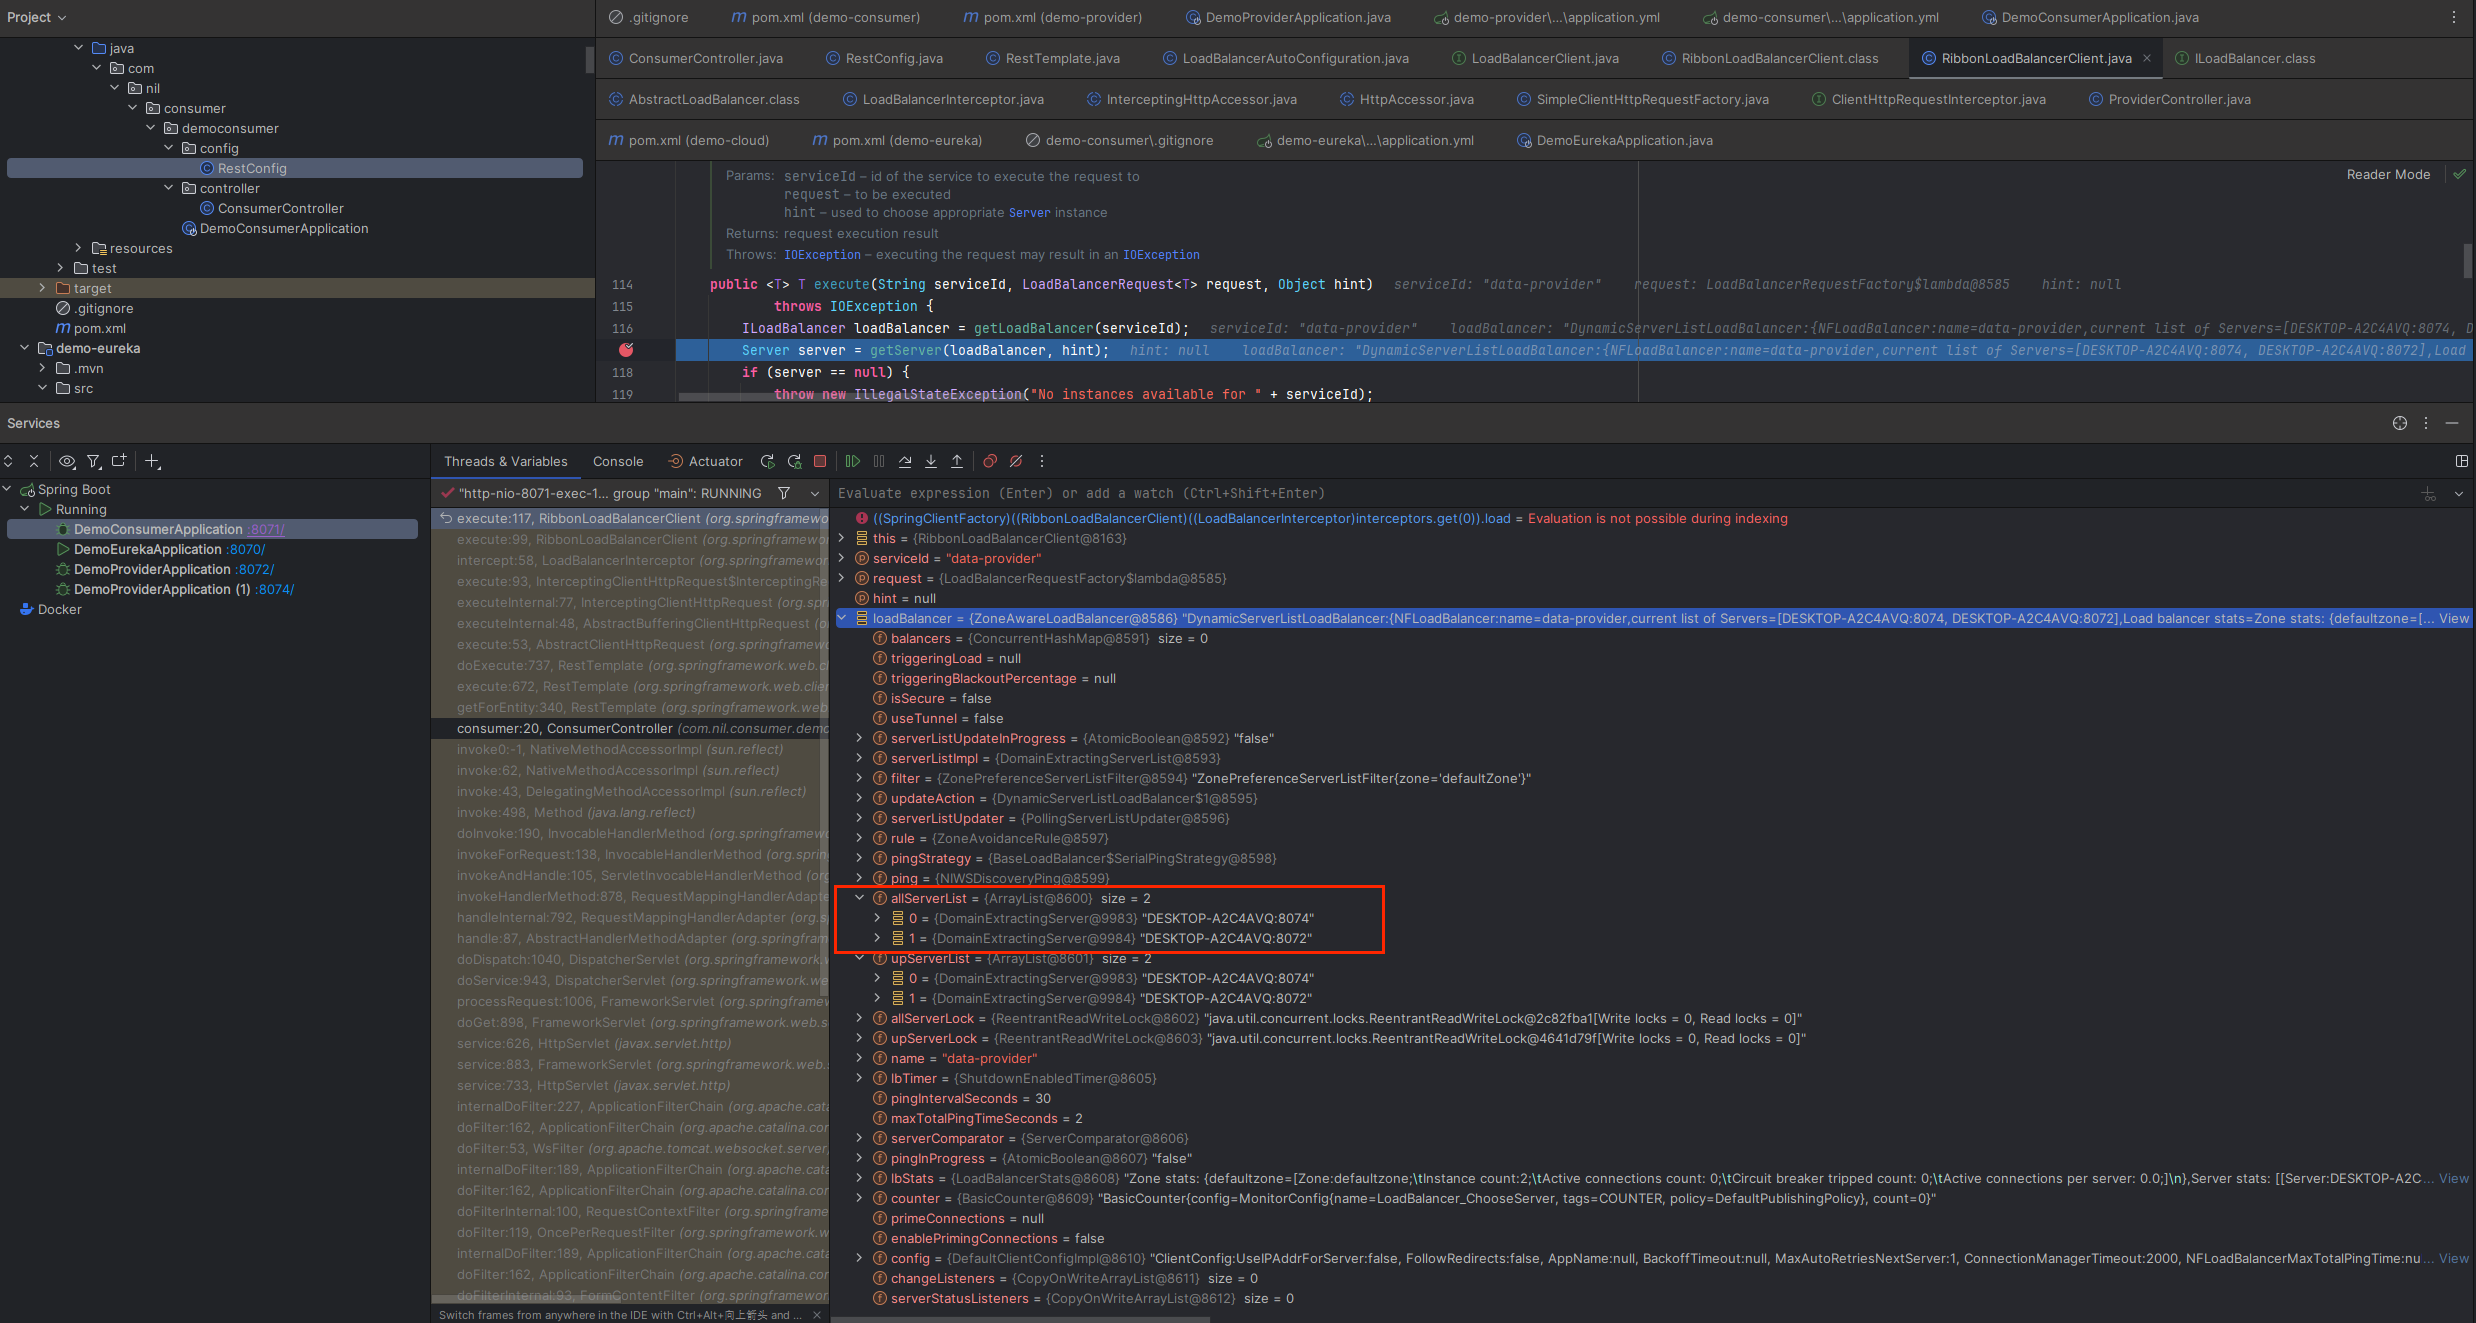 Project
java
com
nil
consumer
democonsumer
config
RestConfig
controller
ConsumerController
DemoConsumerApplication
resources
test
target
.gitignore
pom.xml
demo-eureka
.mvn
src
.gitignore pom.xml (demo-consumer) pom.xml (demo-provider) DemoProviderApplication.java demo-provider\...\application.yml demo-consumer\...\application.yml DemoConsumerApplication.java
ConsumerController.java RestConfig.java RestTemplate.java LoadBalancerAutoConfiguration.java LoadBalancerClient.java RibbonLoadBalancerClient.class RibbonLoadBalancerClient.java ILoadBalancer.class
AbstractLoadBalancer.class LoadBalancerInterceptor.java InterceptingHttpAccessor.java HttpAccessor.java SimpleClientHttpRequestFactory.java ClientHttpRequestInterceptor.java ProviderController.java
pom.xml (demo-cloud) pom.xml (demo-eureka) demo-consumer\.gitignore demo-eureka\...\application.yml DemoEurekaApplication.java
Reader Mode
Params: serviceId – id of the service to execute the request to
request – to be executed
hint – used to choose appropriate Server instance
Returns: request execution result
Throws: IOException – executing the request may result in an IOException
114 public <T> T execute(String serviceId, LoadBalancerRequest<T> request, Object hint) serviceId: "data-provider" request: LoadBalancerRequestFactory$lambda@8585 hint: null
115 throws IOException {
116 ILoadBalancer loadBalancer = getLoadBalancer(serviceId); serviceId: "data-provider" loadBalancer: "DynamicServerListLoadBalancer:{NFLoadBalancer:name=data-provider,current list of Servers=[DESKTOP-A2C4AVQ:8074, D
Server server = getServer(loadBalancer, hint); hint: null loadBalancer: "DynamicServerListLoadBalancer:{NFLoadBalancer:name=data-provider,current list of Servers=[DESKTOP-A2C4AVQ:8074, DESKTOP-A2C4AVQ:8072],Load
118 if (server == null) {
119 throw new IllegalStateException("No instances available for " + serviceId);
Services
Threads & Variables Console Actuator
Spring Boot
Running
DemoConsumerApplication :8071/
DemoEurekaApplication :8070/
DemoProviderApplication :8072/
DemoProviderApplication (1) :8074/
Docker
"http-nio-8071-exec-1... group "main": RUNNING
execute:117, RibbonLoadBalancerClient (org.springframewo
execute:99, RibbonLoadBalancerClient (org.springframewor
intercept:58, LoadBalancerInterceptor (org.springframewor
execute:93, InterceptingClientHttpRequest$InterceptingRe
executeInternal:77, InterceptingClientHttpRequest (org.spr
executeInternal:48, AbstractBufferingClientHttpRequest (o
execute:53, AbstractClientHttpRequest (org.springframewo
doExecute:737, RestTemplate (org.springframework.web.cl
execute:672, RestTemplate (org.springframework.web.clien
getForEntity:340, RestTemplate (org.springframework.web
consumer:20, ConsumerController (com.nil.consumer.demo
invoke0:-1, NativeMethodAccessorImpl (sun.reflect)
invoke:62, NativeMethodAccessorImpl (sun.reflect)
invoke:43, DelegatingMethodAccessorImpl (sun.reflect)
invoke:498, Method (java.lang.reflect)
doInvoke:190, InvocableHandlerMethod (org.springframewo
invokeForRequest:138, InvocableHandlerMethod (org.spring
invokeAndHandle:105, ServletInvocableHandlerMethod (org
invokeHandlerMethod:878, RequestMappingHandlerAdapte
handleInternal:792, RequestMappingHandlerAdapter (org.s
handle:87, AbstractHandlerMethodAdapter (org.springfram
doDispatch:1040, DispatcherServlet (org.springframework.w
doService:943, DispatcherServlet (org.springframework.we
processRequest:1006, FrameworkServlet (org.springframew
doGet:898, FrameworkServlet (org.springframework.web.s
service:626, HttpServlet (javax.servlet.http)
service:883, FrameworkServlet (org.springframework.web.s
service:733, HttpServlet (javax.servlet.http)
internalDoFilter:227, ApplicationFilterChain (org.apache.cata
doFilter:162, ApplicationFilterChain (org.apache.catalina.cor
doFilter:53, WsFilter (org.apache.tomcat.websocket.server)
internalDoFilter:189, ApplicationFilterChain (org.apache.cata
doFilter:162, ApplicationFilterChain (org.apache.catalina.cor
doFilterInternal:100, RequestContextFilter (org.springframew
doFilter:119, OncePerRequestFilter (org.springframework.w
internalDoFilter:189, ApplicationFilterChain (org.apache.cata
doFilter:162, ApplicationFilterChain (org.apache.catalina.cor
doFilterInternal:93, FormContentFilter (org.springframework
Switch frames from anywhere in the IDE with Ctrl+Alt+向上箭头 and ...
Evaluate expression (Enter) or add a watch (Ctrl+Shift+Enter)
((SpringClientFactory)((RibbonLoadBalancerClient)((LoadBalancerInterceptor)interceptors.get(0)).load = Evaluation is not possible during indexing
this = {RibbonLoadBalancerClient@8163}
serviceId = "data-provider"
request = {LoadBalancerRequestFactory$lambda@8585}
hint = null
loadBalancer = {ZoneAwareLoadBalancer@8586} "DynamicServerListLoadBalancer:{NFLoadBalancer:name=data-provider,current list of Servers=[DESKTOP-A2C4AVQ:8074, DESKTOP-A2C4AVQ:8072],Load balancer stats=Zone stats: {defaultzone=[... View
balancers = {ConcurrentHashMap@8591} size = 0
triggeringLoad = null
triggeringBlackoutPercentage = null
isSecure = false
useTunnel = false
serverListUpdateInProgress = {AtomicBoolean@8592} "false"
serverListImpl = {DomainExtractingServerList@8593}
filter = {ZonePreferenceServerListFilter@8594} "ZonePreferenceServerListFilter{zone='defaultZone'}"
updateAction = {DynamicServerListLoadBalancer$1@8595}
serverListUpdater = {PollingServerListUpdater@8596}
rule = {ZoneAvoidanceRule@8597}
pingStrategy = {BaseLoadBalancer$SerialPingStrategy@8598}
ping = {NIWSDiscoveryPing@8599}
allServerList = {ArrayList@8600} size = 2
0 = {DomainExtractingServer@9983} "DESKTOP-A2C4AVQ:8074"
1 = {DomainExtractingServer@9984} "DESKTOP-A2C4AVQ:8072"
upServerList = {ArrayList@8601} size = 2
0 = {DomainExtractingServer@9983} "DESKTOP-A2C4AVQ:8074"
1 = {DomainExtractingServer@9984} "DESKTOP-A2C4AVQ:8072"
allServerLock = {ReentrantReadWriteLock@8602} "java.util.concurrent.locks.ReentrantReadWriteLock@2c82fba1[Write locks = 0, Read locks = 0]"
upServerLock = {ReentrantReadWriteLock@8603} "java.util.concurrent.locks.ReentrantReadWriteLock@4641d79f[Write locks = 0, Read locks = 0]"
name = "data-provider"
lbTimer = {ShutdownEnabledTimer@8605}
pingIntervalSeconds = 30
maxTotalPingTimeSeconds = 2
serverComparator = {ServerComparator@8606}
pingInProgress = {AtomicBoolean@8607} "false"
lbStats = {LoadBalancerStats@8608} "Zone stats: {defaultzone=[Zone:defaultzone;\tInstance count:2;\tActive connections count: 0;\tCircuit breaker tripped count: 0;\tActive connections per server: 0.0;]\n},Server stats: [[Server:DESKTOP-A2C... View
counter = {BasicCounter@8609} "BasicCounter{config=MonitorConfig{name=LoadBalancer_ChooseServer, tags=COUNTER, policy=DefaultPublishingPolicy}, count=0}"
primeConnections = null
enablePrimingConnections = false
config = {DefaultClientConfigImpl@8610} "ClientConfig:UseIPAddrForServer:false, FollowRedirects:false, AppName:null, BackoffTimeout:null, MaxAutoRetriesNextServer:1, ConnectionManagerTimeout:2000, NFLoadBalancerMaxTotalPingTime:nu... View
changeListeners = {CopyOnWriteArrayList@8611} size = 0
serverStatusListeners = {CopyOnWriteArrayList@8612} size = 0